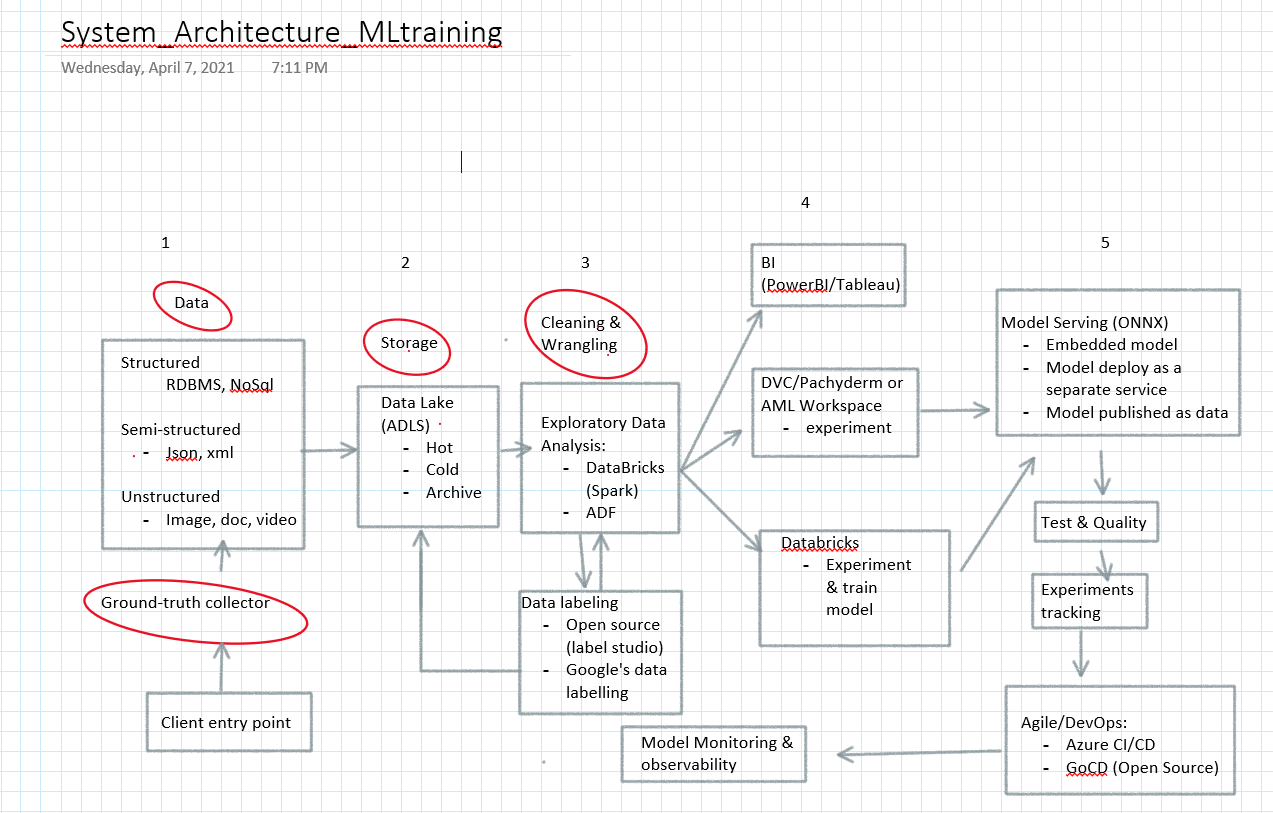 System_Architecture_MLtraining
Wednesday, April 7, 2021 7:11 PM
1
Data
Structured
RDBMS, NoSql
Semi-structured
- Json, xml
Unstructured
- Image, doc, video
Ground-truth collector
Client entry point
2
Storage
Data Lake
(ADLS)
- Hot
- Cold
- Archive
3
Cleaning &
Wrangling
Exploratory Data
Analysis:
- DataBricks
(Spark)
- ADF
Data labeling
- Open source
(label studio)
- Google's data
labelling
4
BI
(PowerBI/Tableau)
DVC/Pachyderm or
AML Workspace
- experiment
Databricks
- Experiment
& train
model
5
Model Serving (ONNX)
- Embedded model
- Model deploy as a
separate service
- Model published as data
Test & Quality
Experiments
tracking
Agile/DevOps:
- Azure CI/CD
- GoCD (Open Source)
Model Monitoring &
observability